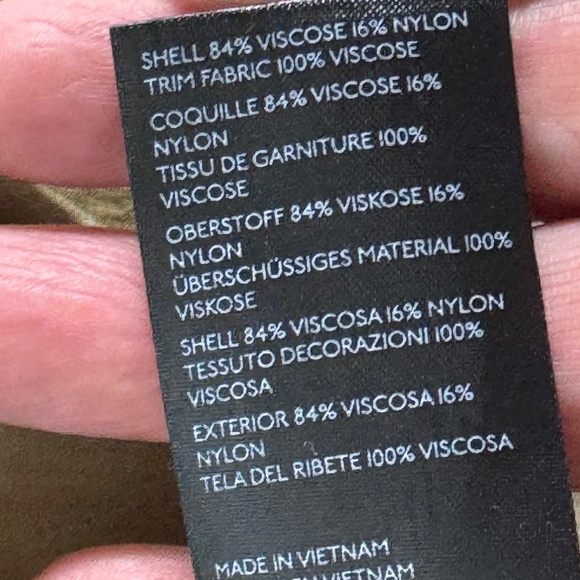 SHELL 84% VISCOSE 16% NYLON
TRIM FABRIC 100% VISCOSE
COQUILLE 84% VISCOSE 16%
NYLON
TISSU DE GARNITURE 100%
VISCOSE
OBERSTOFF 84% VISKOSE 16%
NYLON
ÜBERSCHÜSSIGES MATERIAL 100%
VISKOSE
SHELL 84% VISCOSA 16% NYLON
TESSUTO DECORAZIONI 100%
VISCOSA
EXTERIOR 84% VISCOSA 16%
NYLON
TELA DEL RIBETE 100% VISCOSA
MADE IN VIETNAM
VIETNAM